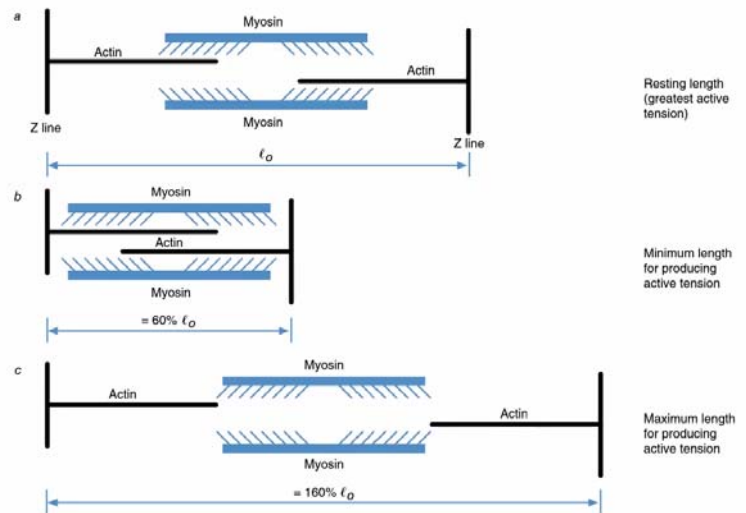 a
Myosin
Actin
Actin
Myosin
Z line
Z line
ℓo
Resting length
(greatest active
tension)
b
Myosin
Actin
Myosin
= 60% ℓo
Minimum length
for producing
active tension
c
Myosin
Actin
Actin
Myosin
= 160% ℓo
Maximum length
for producing
active tension